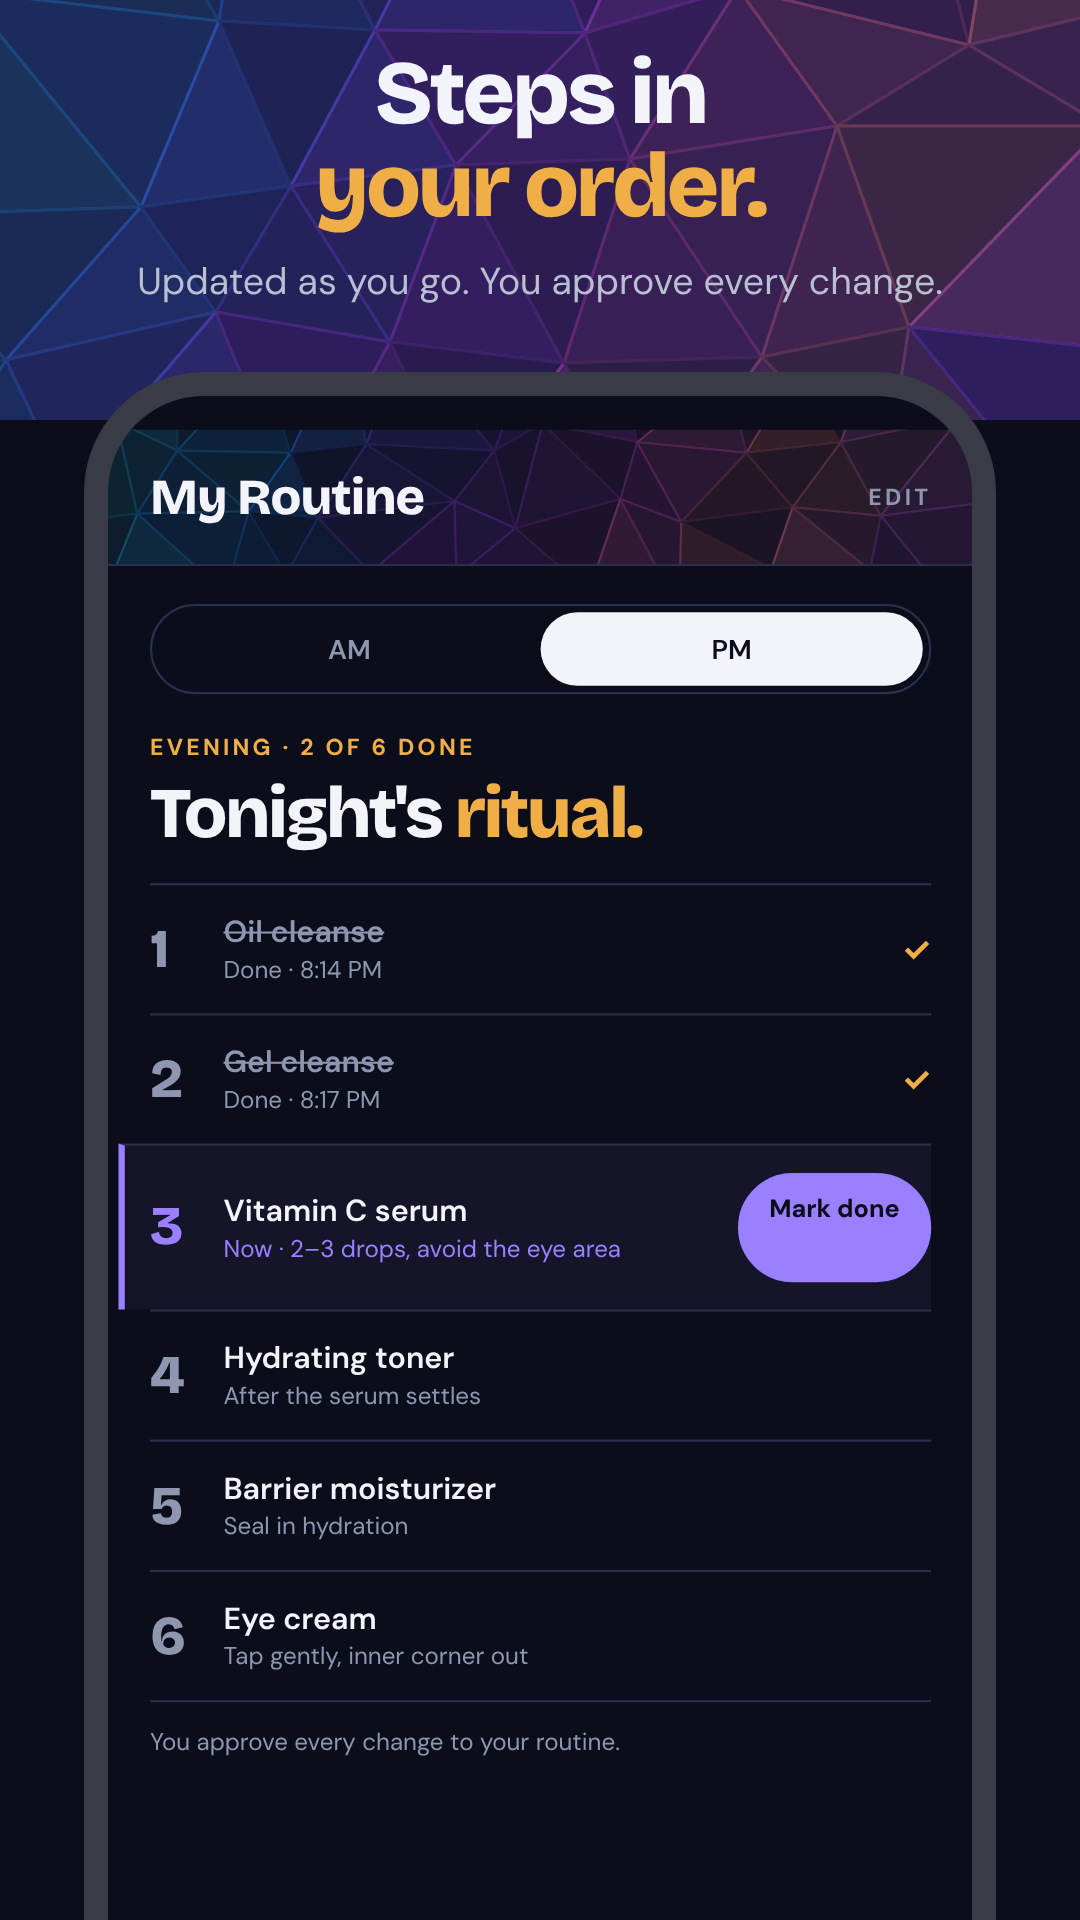 Steps in
your order.
Updated as you go. You approve every change.
My Routine
EDIT
AM
PM
EVENING · 2 OF 6 DONE
Tonight's ritual.
1
Oil cleanse
Done · 8:14 PM
2
Gel cleanse
Done · 8:17 PM
3
Vitamin C serum
Now · 2–3 drops, avoid the eye area
Mark done
4
Hydrating toner
After the serum settles
5
Barrier moisturizer
Seal in hydration
6
Eye cream
Tap gently, inner corner out
You approve every change to your routine.